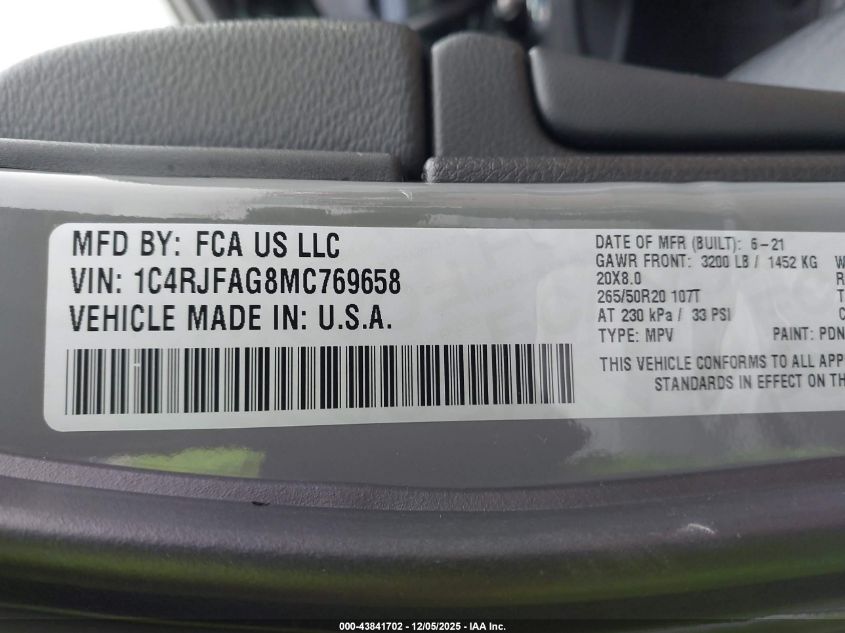 MFD BY: FCA US LLC
VIN: 1C4RJFAG8MC769658
VEHICLE MADE IN: U.S.A.
DATE OF MFR (BUILT): 6-21
GAWR FRONT: 3200 LB / 1452 KG W
20X8.0 R
265/50R20 107T T
AT 230 kPa / 33 PSI C
TYPE: MPV PAINT: PDN
THIS VEHICLE CONFORMS TO ALL APP
STANDARDS IN EFFECT ON TH
000-43841702 - 12/05/2025 - IAA Inc.